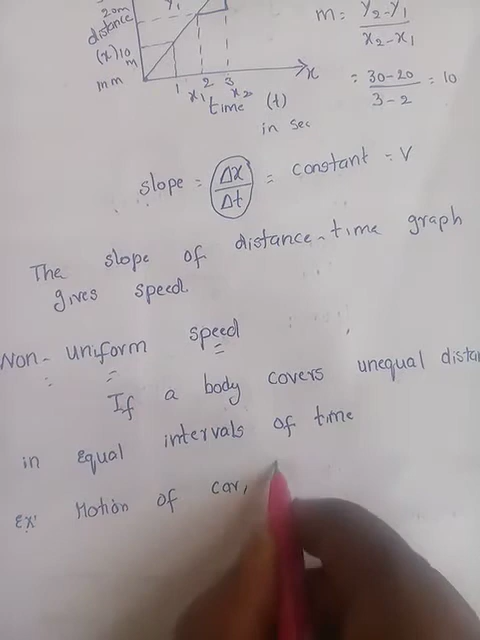 20m
Y1
distance
(x)10
m
mm
1 2 3
x1 x2
x
time (t)
in sec
m = Y2-Y1
x2-x1
= 30-20 = 10
3-2
slope = Δx = constant = V
Δt
The slope of distance-time graph
gives speed.
Non-uniform speed
If a body covers unequal
in equal intervals of time
Ex: Motion of car,